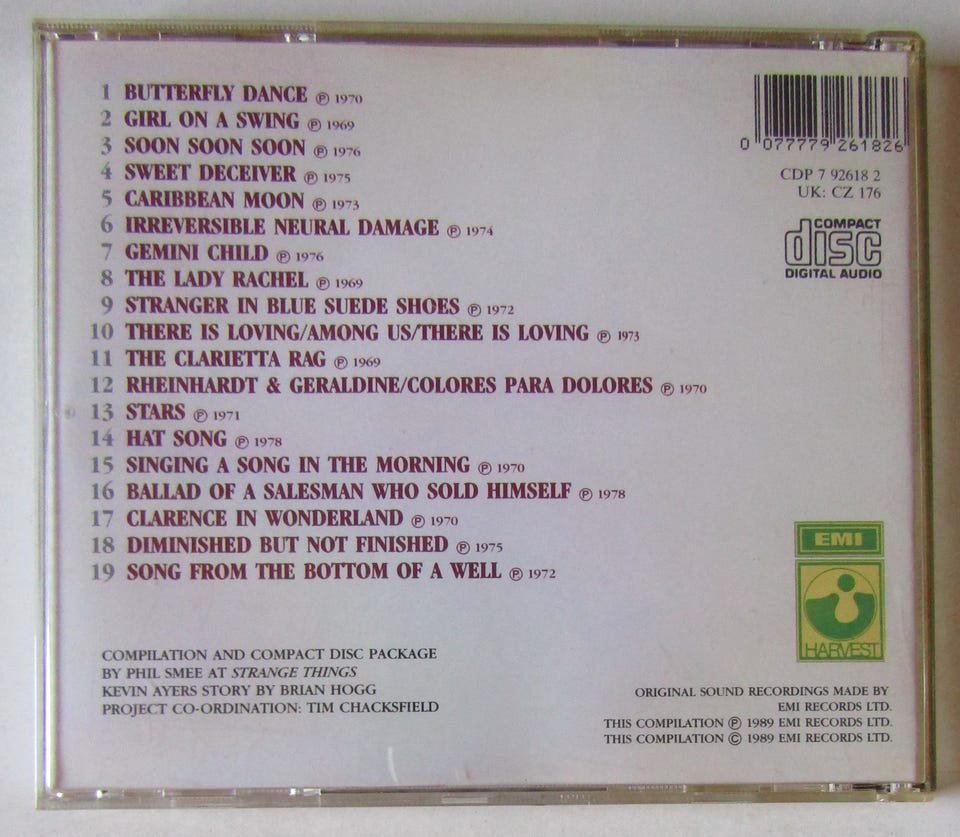 1 BUTTERFLY DANCE ℗ 1970
2 GIRL ON A SWING ℗ 1969
3 SOON SOON SOON ℗ 1976
4 SWEET DECEIVER ℗ 1975
5 CARIBBEAN MOON ℗ 1973
6 IRREVERSIBLE NEURAL DAMAGE ℗ 1974
7 GEMINI CHILD ℗ 1976
8 THE LADY RACHEL ℗ 1969
9 STRANGER IN BLUE SUEDE SHOES ℗ 1972
10 THERE IS LOVING/AMONG US/THERE IS LOVING ℗ 1973
11 THE CLARIETTA RAG ℗ 1969
12 RHEINHARDT & GERALDINE/COLORES PARA DOLORES ℗ 1970
13 STARS ℗ 1971
14 HAT SONG ℗ 1978
15 SINGING A SONG IN THE MORNING ℗ 1970
16 BALLAD OF A SALESMAN WHO SOLD HIMSELF ℗ 1978
17 CLARENCE IN WONDERLAND ℗ 1970
18 DIMINISHED BUT NOT FINISHED ℗ 1975
19 SONG FROM THE BOTTOM OF A WELL ℗ 1972
0 077779 261826
CDP 7 92618 2
UK: CZ 176
COMPACT
disc
DIGITAL AUDIO
EMI
HARVEST
COMPILATION AND COMPACT DISC PACKAGE
BY PHIL SMEE AT STRANGE THINGS
KEVIN AYERS STORY BY BRIAN HOGG
PROJECT CO-ORDINATION: TIM CHACKSFIELD
ORIGINAL SOUND RECORDINGS MADE BY
EMI RECORDS LTD.
THIS COMPILATION ℗ 1989 EMI RECORDS LTD.
THIS COMPILATION © 1989 EMI RECORDS LTD.